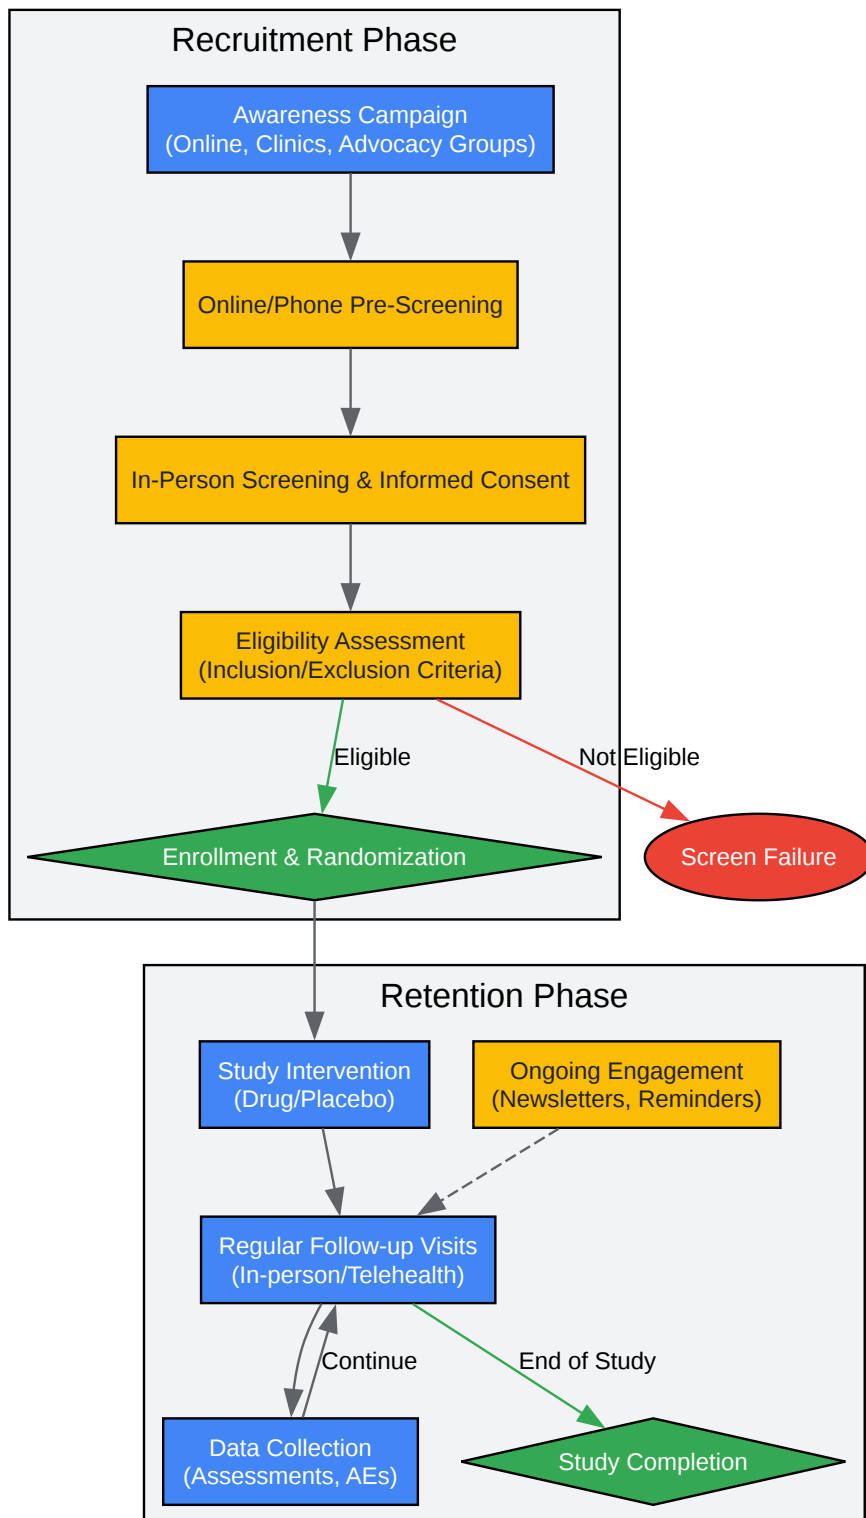 Recruitment Phase
Awareness Campaign
(Online, Clinics, Advocacy Groups)
Online/Phone Pre-Screening
In-Person Screening & Informed Consent
Eligibility Assessment
(Inclusion/Exclusion Criteria)
Eligible
Not Eligible
Enrollment & Randomization
Screen Failure
Retention Phase
Study Intervention
(Drug/Placebo)
Ongoing Engagement
(Newsletters, Reminders)
Regular Follow-up Visits
(In-person/Telehealth)
Continue
End of Study
Data Collection
(Assessments, AEs)
Study Completion